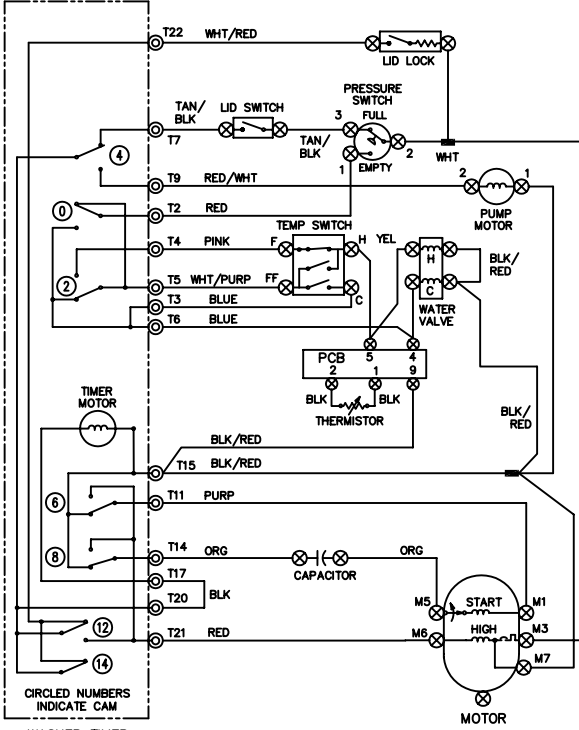 T22 WHT/RED
LID LOCK
PRESSURE
SWITCH
FULL
TAN/
BLK
LID SWITCH
3
4
T7
TAN/
BLK
2
WHT
EMPTY
1
T9 RED/WHT
2 1
PUMP
MOTOR
0
T2 RED
TEMP SWITCH
T4 PINK F H YEL
H
BLK/
RED
2
T5 WHT/PURP FF
C
C
T3 BLUE
WATER
VALVE
T6 BLUE
PCB 5 4
2 1 9
BLK BLK
THERMISTOR
TIMER
MOTOR
BLK/
RED
BLK/RED
T15 BLK/RED
6
T11 PURP
8
T14 ORG ORG
CAPACITOR
T17
BLK
T20
M5 START M1
12
T21 RED M6 HIGH M3
14
M7
CIRCLED NUMBERS
INDICATE CAM
MOTOR